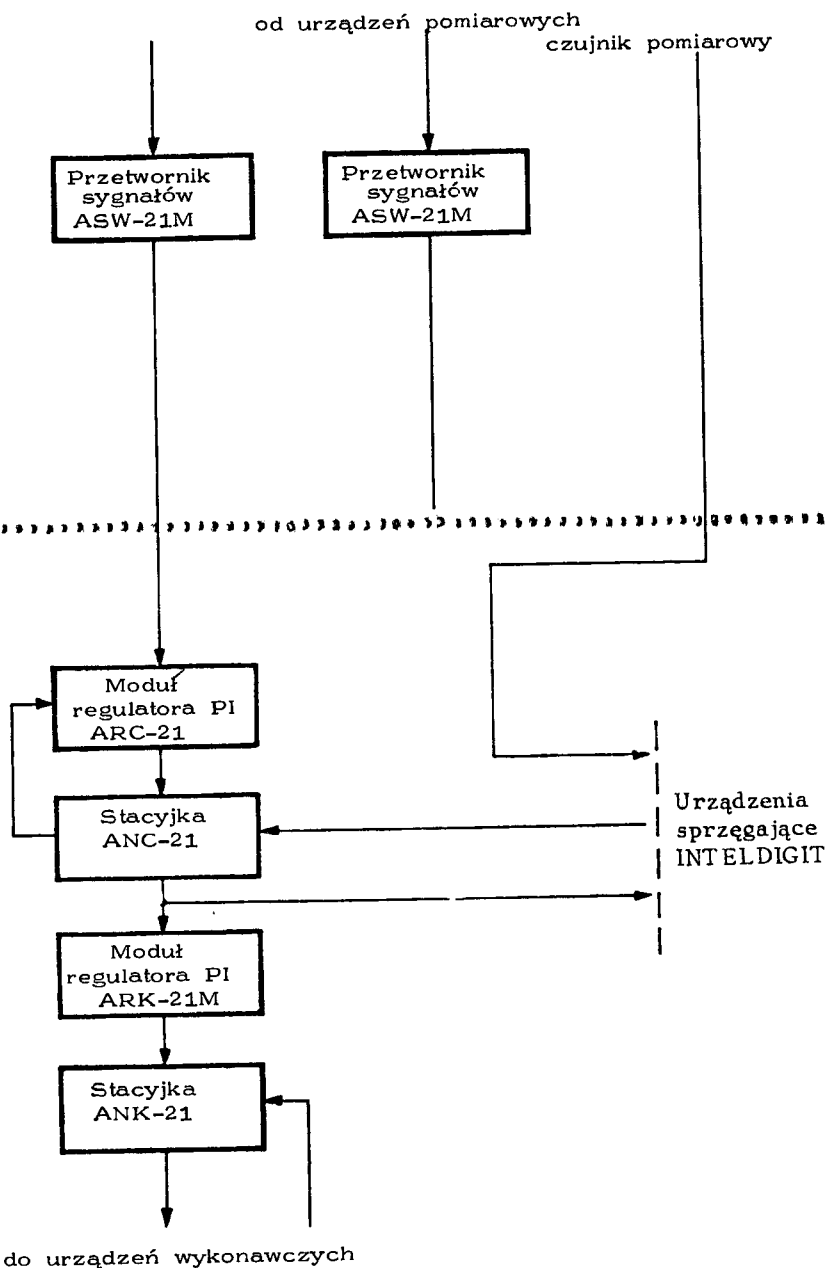 od urządzeń pomiarowych
czujnik pomiarowy
Przetwornik
sygnałów
ASW-21M
Przetwornik
sygnałów
ASW-21M
Moduł
regulatora PI
ARC-21
Stacyjka
ANC-21
Urządzenia
sprzęgające
INTELDIGIT
Moduł
regulatora PI
ARK-21M
Stacyjka
ANK-21
do urządzeń wykonawczych